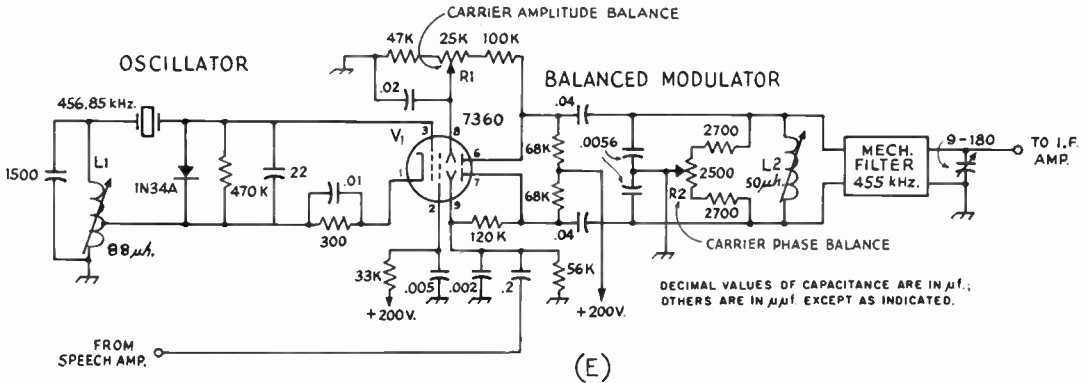 CARRIER AMPLITUDE BALANCE
OSCILLATOR
47K 25K 100K
R1
BALANCED MODULATOR
.02
7360
456.85 kHz.
V1
3 8
6
7
1
2 9
.04
.0056
2700
2500
2700
R2
L2
50µh.
MECH.
FILTER
455 kHz.
9-180
TO I.F.
AMP.
1500
L1
88µh.
1N34A
470K
22
.01
300
68K
68K
120K
.04
CARRIER PHASE BALANCE
33K
.005
.002
.2
56K
+200V.
+200V.
DECIMAL VALUES OF CAPACITANCE ARE IN µf.;
OTHERS ARE IN µµf. EXCEPT AS INDICATED.
FROM
SPEECH AMP.
(E)